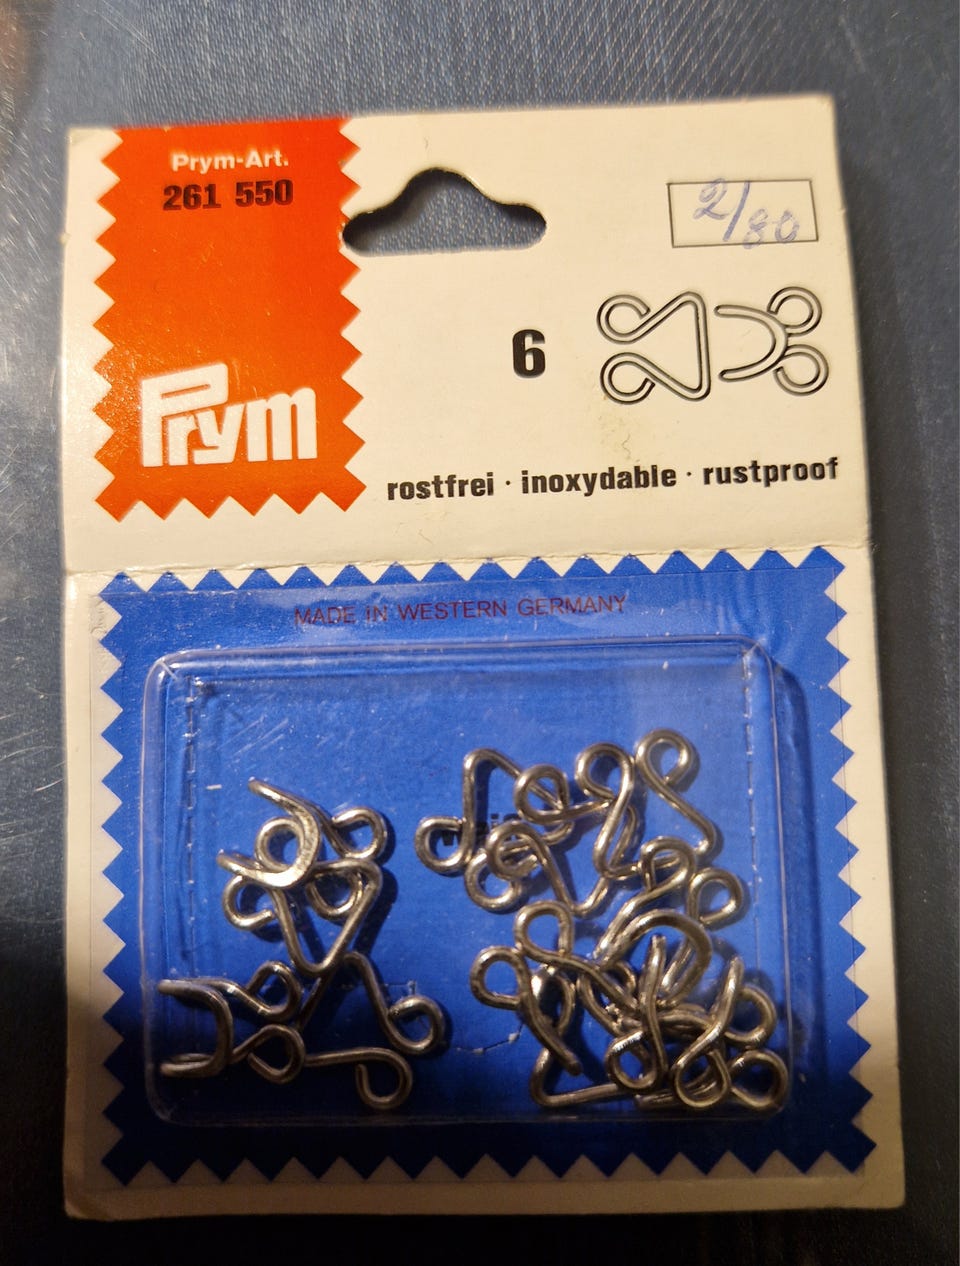 Prym-Art.
261 550
2/80
6
Prym
rostfrei · inoxydable · rustproof
MADE IN WESTERN GERMANY